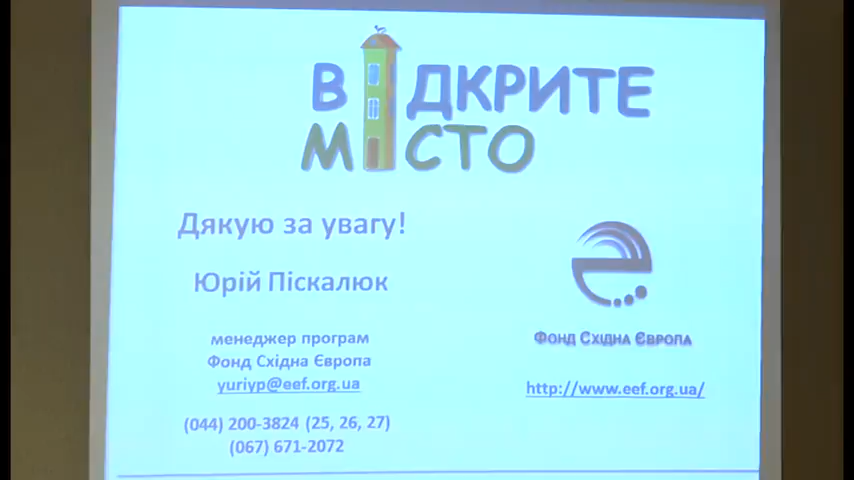 ВІДКРИТЕ
МІСТО
Дякую за увагу!
Юрій Піскалюк
менеджер програм
Фонд Східна Європа
yuriyp@eef.org.ua
(044) 200-3824 (25, 26, 27)
(067) 671-2072
Фонд Східна Європа
http://www.eef.org.ua/